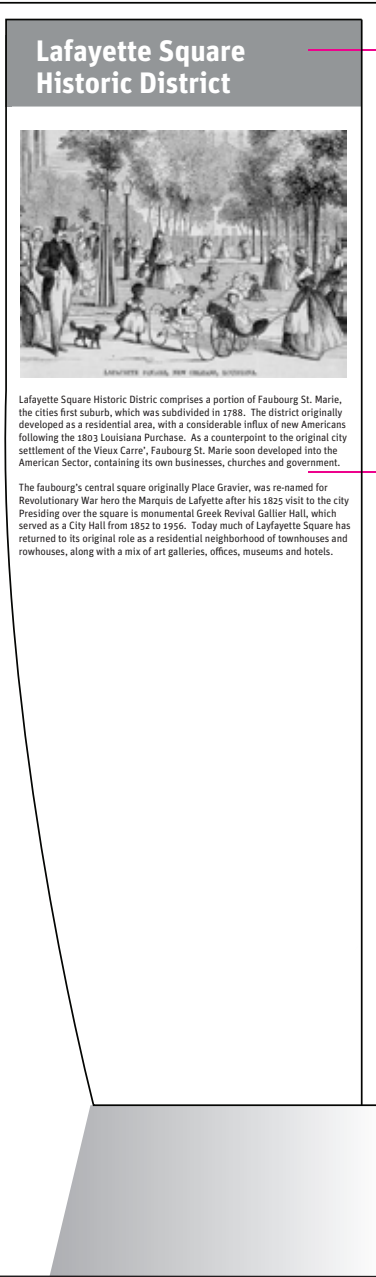 Lafayette Square
Historic District
LAFAYETTE SQUARE, NEW ORLEANS, LOUISIANA.
Lafayette Square Historic Distric comprises a portion of Faubourg St. Marie,
the cities first suburb, which was subdivided in 1788. The district originally
developed as a residential area, with a considerable influx of new Americans
following the 1803 Louisiana Purchase. As a counterpoint to the original city
settlement of the Vieux Carre', Faubourg St. Marie soon developed into the
American Sector, containing its own businesses, churches and government.
The faubourg's central square originally Place Gravier, was re-named for
Revolutionary War hero the Marquis de Lafyette after his 1825 visit to the city
Presiding over the square is monumental Greek Revival Gallier Hall, which
served as a City Hall from 1852 to 1956. Today much of Layfayette Square has
returned to its original role as a residential neighborhood of townhouses and
rowhouses, along with a mix of art galleries, offices, museums and hotels.